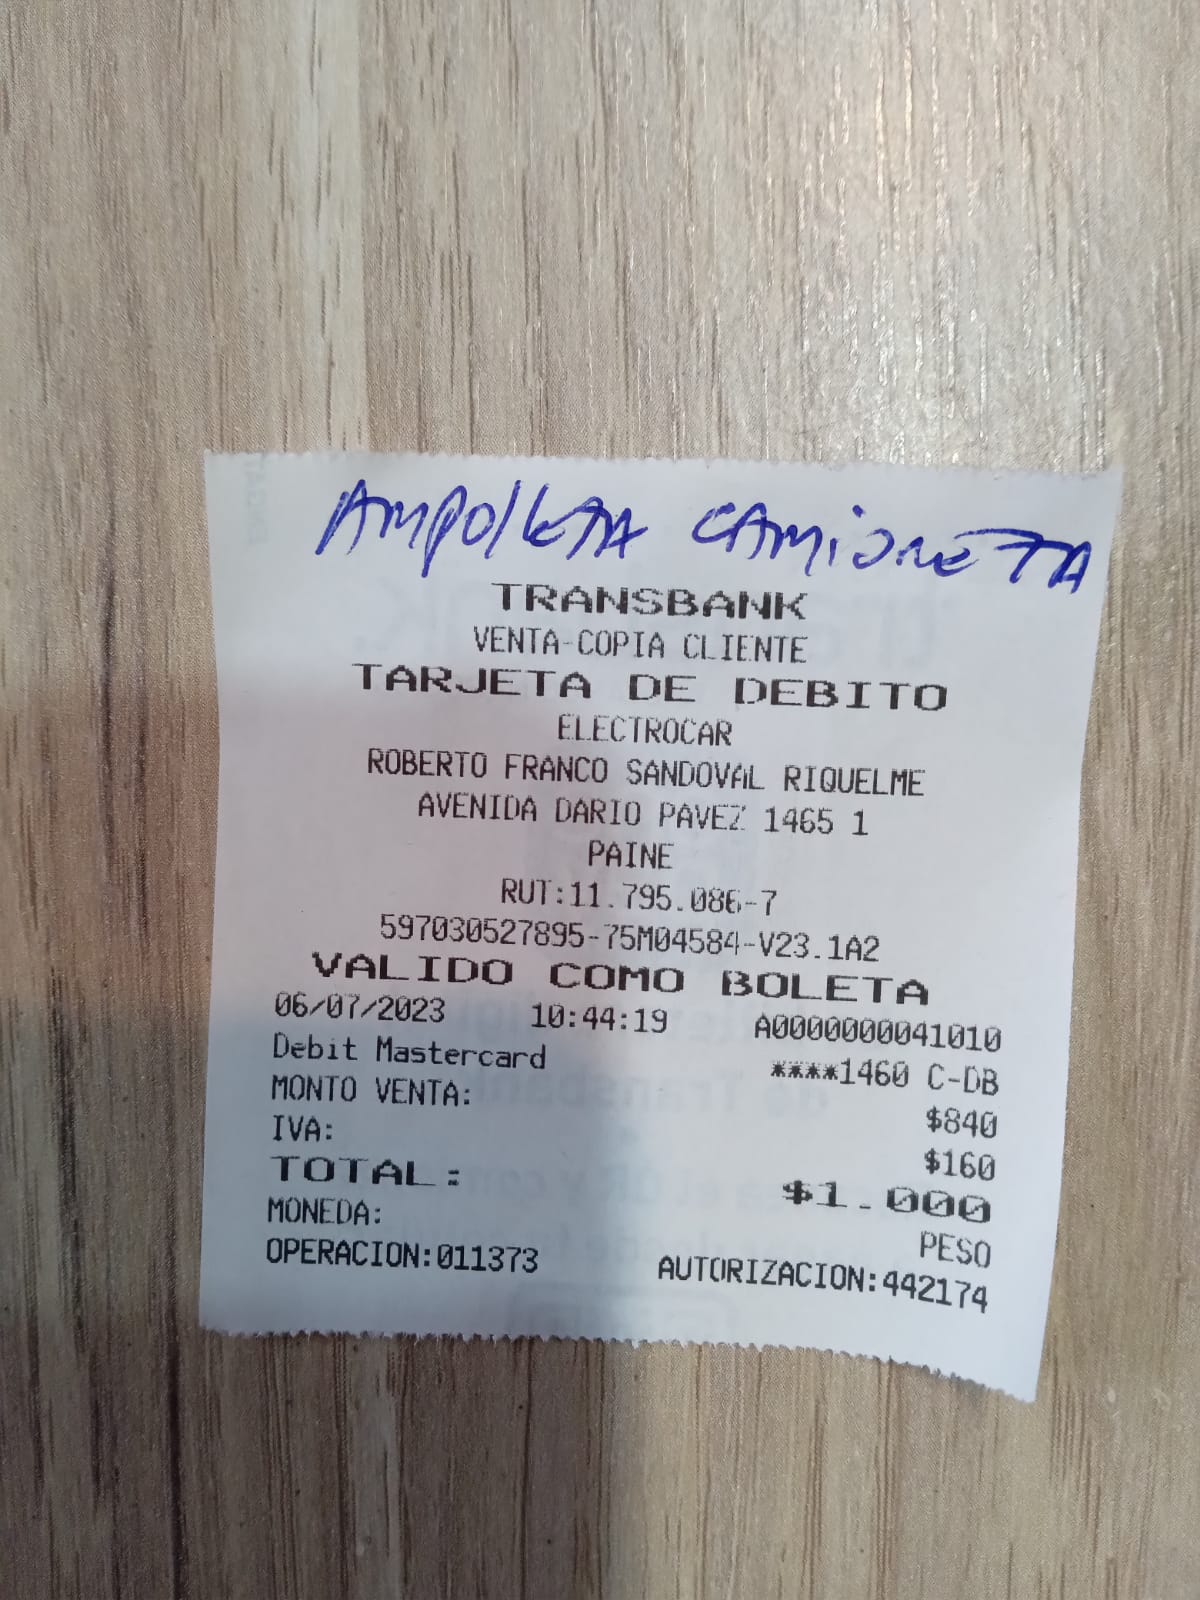 AMPOLLETA CAMIONETA
TRANSBANK
VENTA-COPIA CLIENTE
TARJETA DE DEBITO
ELECTROCAR
ROBERTO FRANCO SANDOVAL RIQUELME
AVENIDA DARIO PAVEZ 1465 1
PAINE
RUT:11.795.086-7
597030527895-75M04584-V23.1A2
VALIDO COMO BOLETA
06/07/2023 10:44:19 A0000000041010
Debit Mastercard ****1460 C-DB
MONTO VENTA: $840
IVA: $160
TOTAL: $1.000
MONEDA: PESO
OPERACION:011373 AUTORIZACION:442174